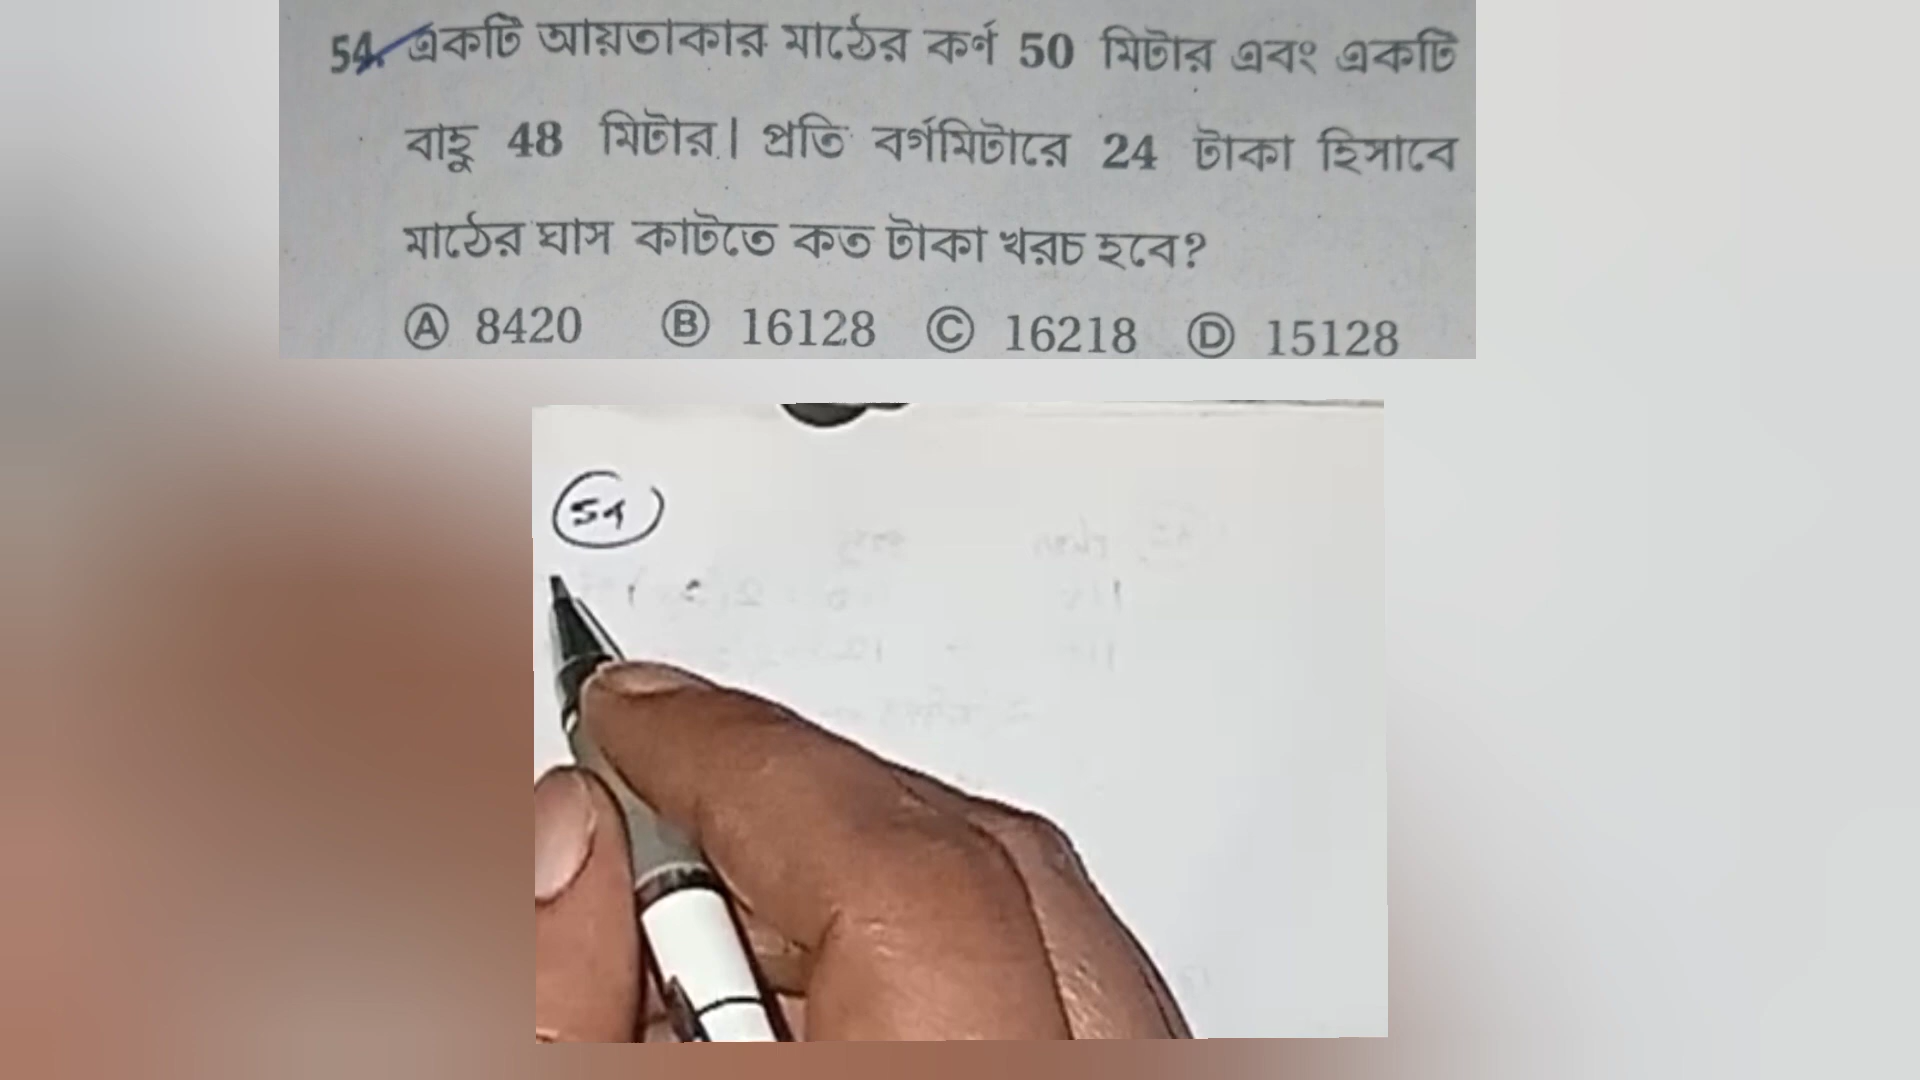 54. একটি আয়তাকার মাঠের কর্ণ 50 মিটার এবং একটি
বাহু 48 মিটার। প্রতি বর্গমিটারে 24 টাকা হিসাবে
মাঠের ঘাস কাটতে কত টাকা খরচ হবে?
Ⓐ 8420 Ⓑ 16128 Ⓒ 16218 Ⓓ 15128
54